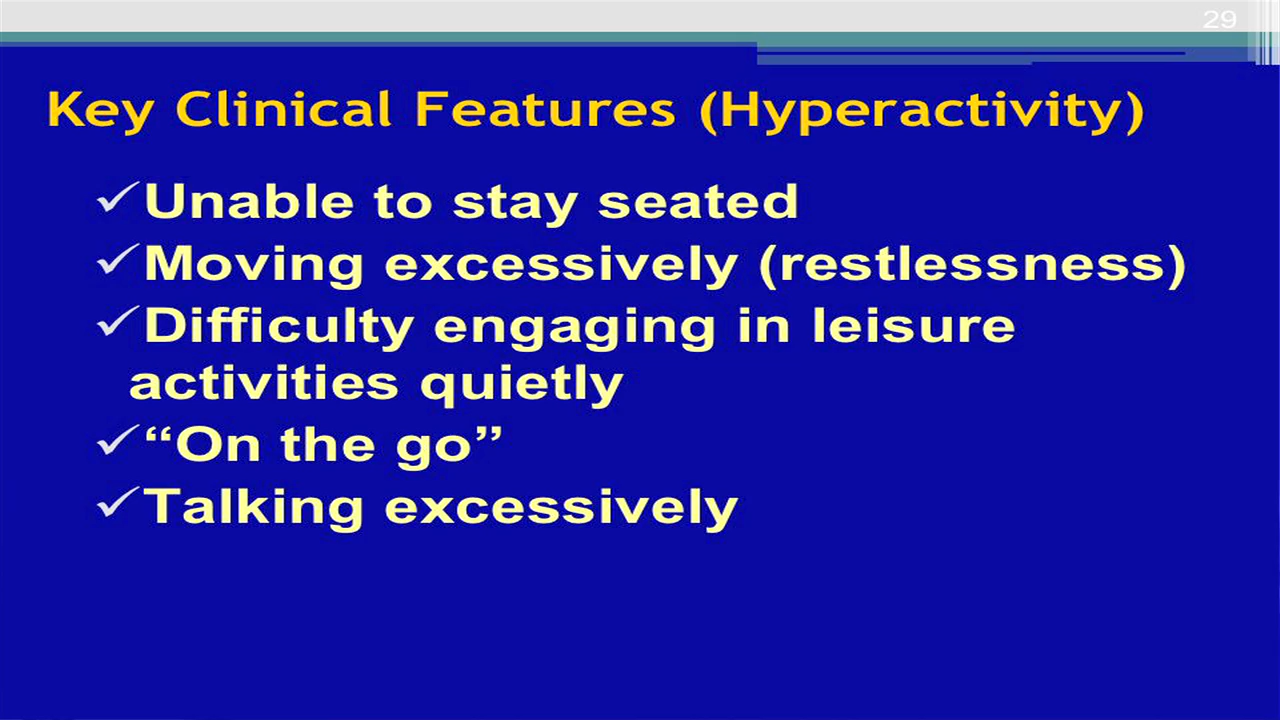 29
Key Clinical Features (Hyperactivity)
✓Unable to stay seated
✓Moving excessively (restlessness)
✓Difficulty engaging in leisure
activities quietly
✓“On the go”
✓Talking excessively